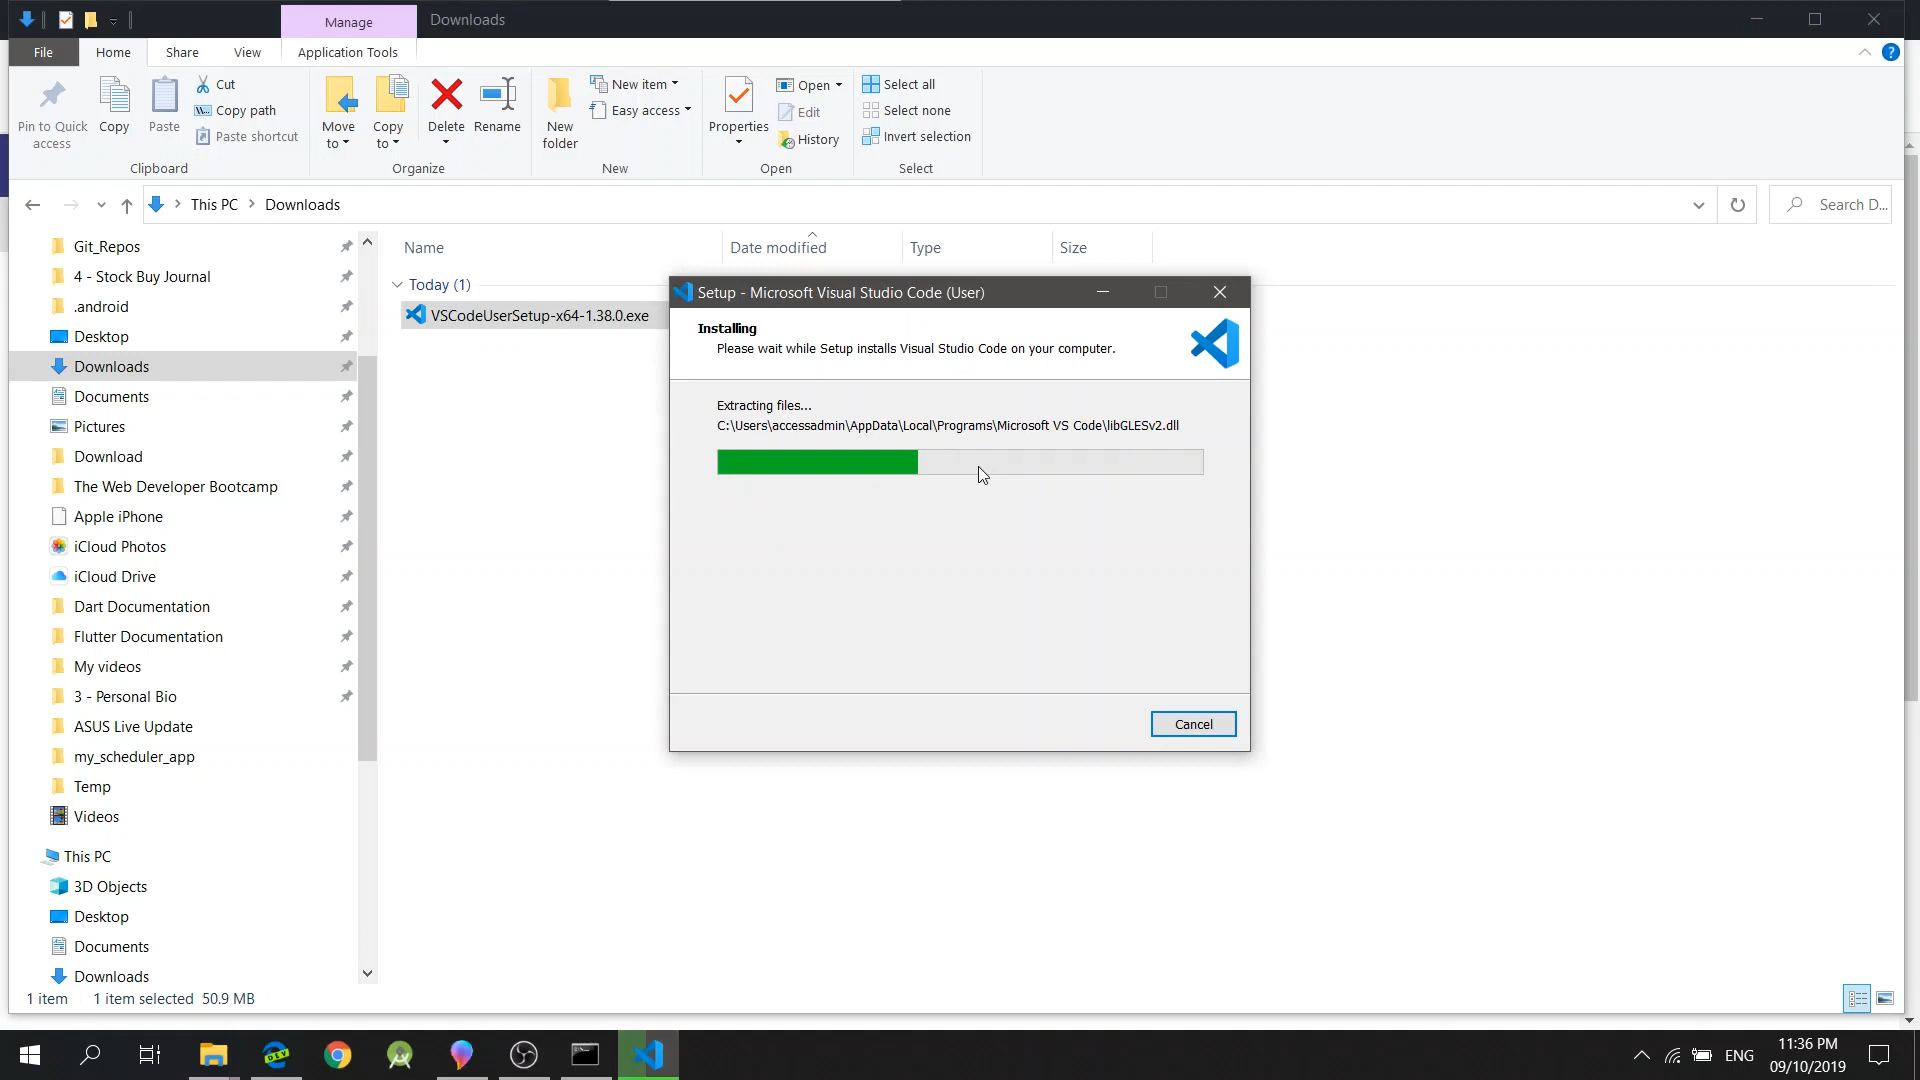 Manage
Downloads
File
Home
Share
View
Application Tools
Pin to Quick
access
Copy
Paste
Cut
Copy path
Paste shortcut
Clipboard
Move
to
Copy
to
Delete
Rename
Organize
New
folder
New item
Easy access
New
Properties
Open
Edit
History
Open
Select all
Select none
Invert selection
Select
This PC
Downloads
Search D...
Git_Repos
4 - Stock Buy Journal
.android
Desktop
Downloads
Documents
Pictures
Download
The Web Developer Bootcamp
Apple iPhone
iCloud Photos
iCloud Drive
Dart Documentation
Flutter Documentation
My videos
3 - Personal Bio
ASUS Live Update
my_scheduler_app
Temp
Videos
This PC
3D Objects
Desktop
Documents
Downloads
Name
Date modified
Type
Size
Today (1)
VSCodeUserSetup-x64-1.38.0.exe
Setup - Microsoft Visual Studio Code (User)
Installing
Please wait while Setup installs Visual Studio Code on your computer.
Extracting files...
C:\Users\accessadmin\AppData\Local\Programs\Microsoft VS Code\libGLESv2.dll
Cancel
1 item
1 item selected 50.9 MB
DEV
ENG
11:36 PM
09/10/2019